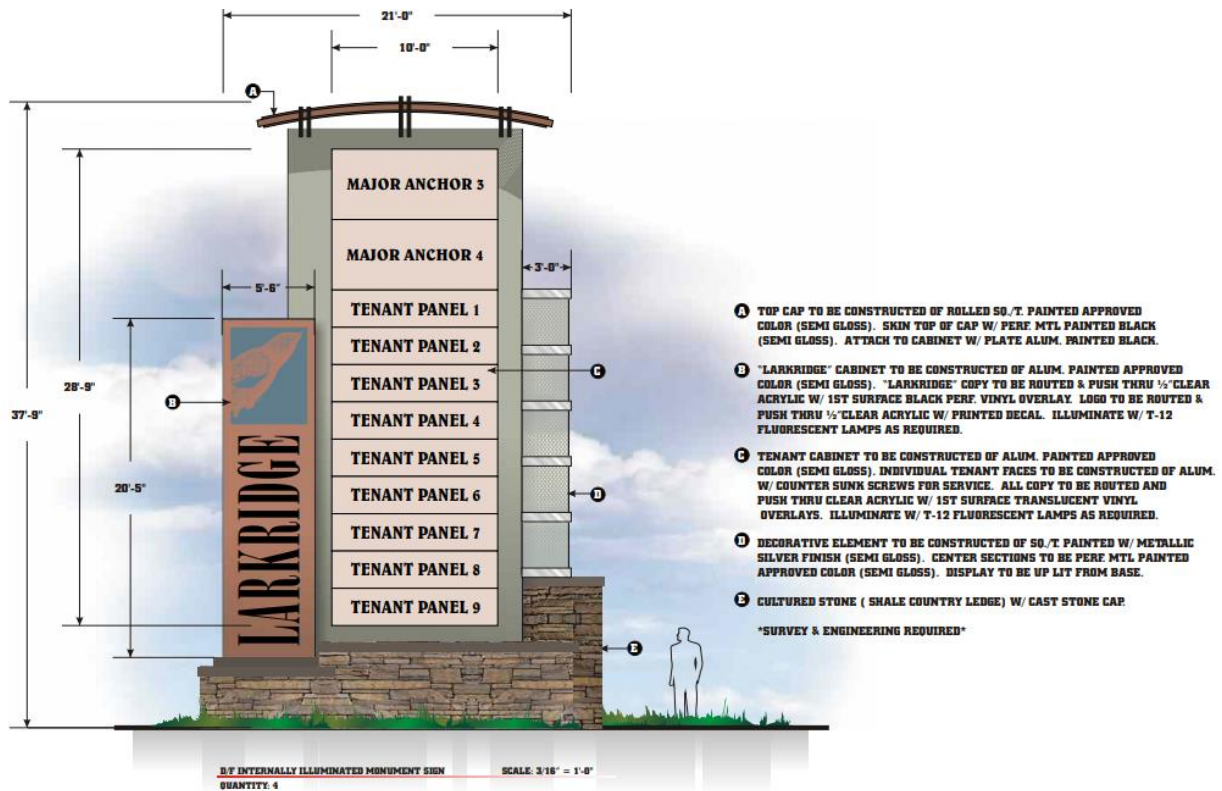 21'-0"
10'-0"
A
MAJOR ANCHOR 3
MAJOR ANCHOR 4
3'-0"
5'-6"
TENANT PANEL 1
TENANT PANEL 2
TENANT PANEL 3
C
TENANT PANEL 4
TENANT PANEL 5
TENANT PANEL 6
TENANT PANEL 7
TENANT PANEL 8
TENANT PANEL 9
28'-9"
37'-9"
B
20'-5"
LARKRIDGE
D
E
A TOP CAP TO BE CONSTRUCTED OF ROLLED SQ./T. PAINTED APPROVED
COLOR (SEMI GLOSS). SKIN TOP OF CAP W/ PERF. MTL PAINTED BLACK
(SEMI GLOSS). ATTACH TO CABINET W/ PLATE ALUM. PAINTED BLACK.
B "LARKRIDGE" CABINET TO BE CONSTRUCTED OF ALUM. PAINTED APPROVED
COLOR (SEMI GLOSS). "LARKRIDGE" COPY TO BE ROUTED & PUSH THRU ½"CLEAR
ACRYLIC W/ 1ST SURFACE BLACK PERF. VINYL OVERLAY. LOGO TO BE ROUTED &
PUSH THRU ½"CLEAR ACRYLIC W/ PRINTED DECAL. ILLUMINATE W/ T-12
FLUORESCENT LAMPS AS REQUIRED.
C TENANT CABINET TO BE CONSTRUCTED OF ALUM. PAINTED APPROVED
COLOR (SEMI GLOSS). INDIVIDUAL TENANT FACES TO BE CONSTRUCTED OF ALUM.
W/ COUNTER SUNK SCREWS FOR SERVICE. ALL COPY TO BE ROUTED AND
PUSH THRU CLEAR ACRYLIC W/ 1ST SURFACE TRANSLUCENT VINYL
OVERLAYS. ILLUMINATE W/ T-12 FLUORESCENT LAMPS AS REQUIRED.
D DECORATIVE ELEMENT TO BE CONSTRUCTED OF SQ./T. PAINTED W/ METALLIC
SILVER FINISH (SEMI GLOSS). CENTER SECTIONS TO BE PERF. MTL PAINTED
APPROVED COLOR (SEMI GLOSS). DISPLAY TO BE UP LIT FROM BASE.
E CULTURED STONE ( SHALE COUNTRY LEDGE) W/ CAST STONE CAP.
*SURVEY & ENGINEERING REQUIRED*
D/F INTERNALLY ILLUMINATED MONUMENT SIGN
SCALE: 3/16" = 1'-0"
QUANTITY: 4